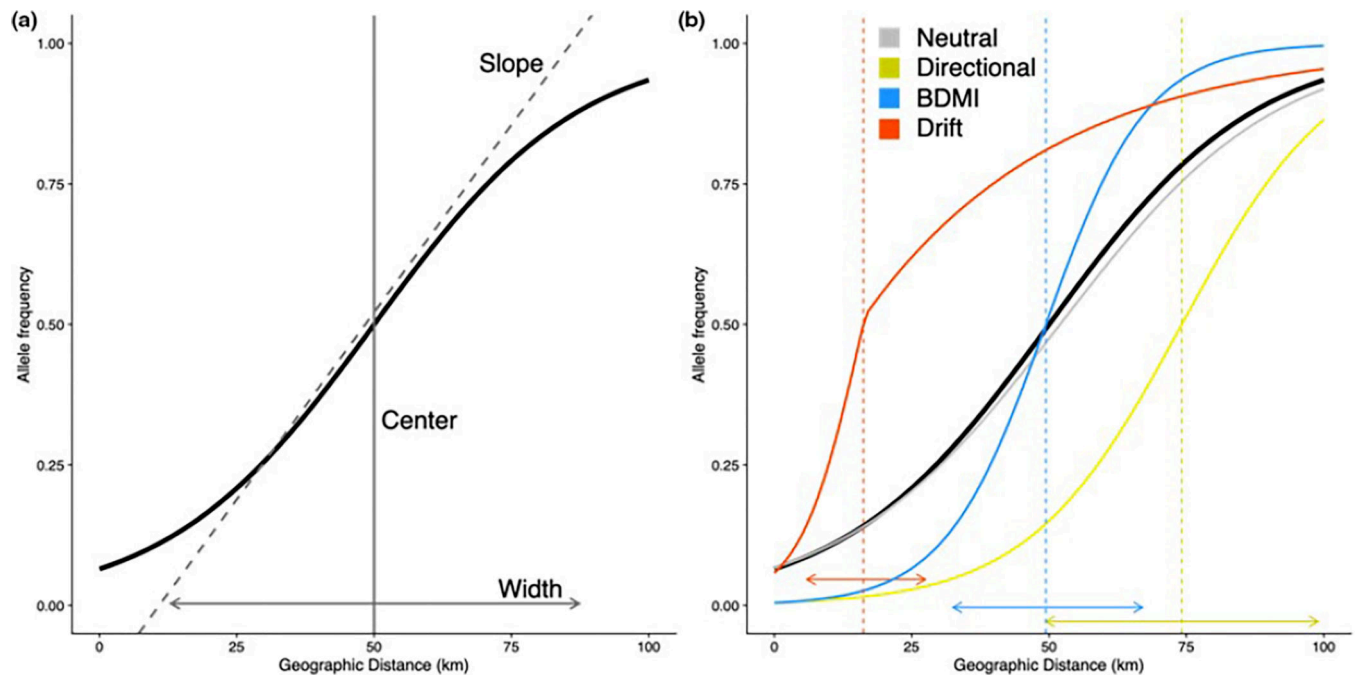 (a)
1.00
0.75
0.50
0.25
0.00
Allele frequency
Slope
Center
Width
0
25
50
75
100
Geographic Distance (km)
(b)
Neutral
Directional
BDMI
Drift
1.00
0.75
0.50
0.25
0.00
Allele frequency
0
25
50
75
100
Geographic Distance (km)